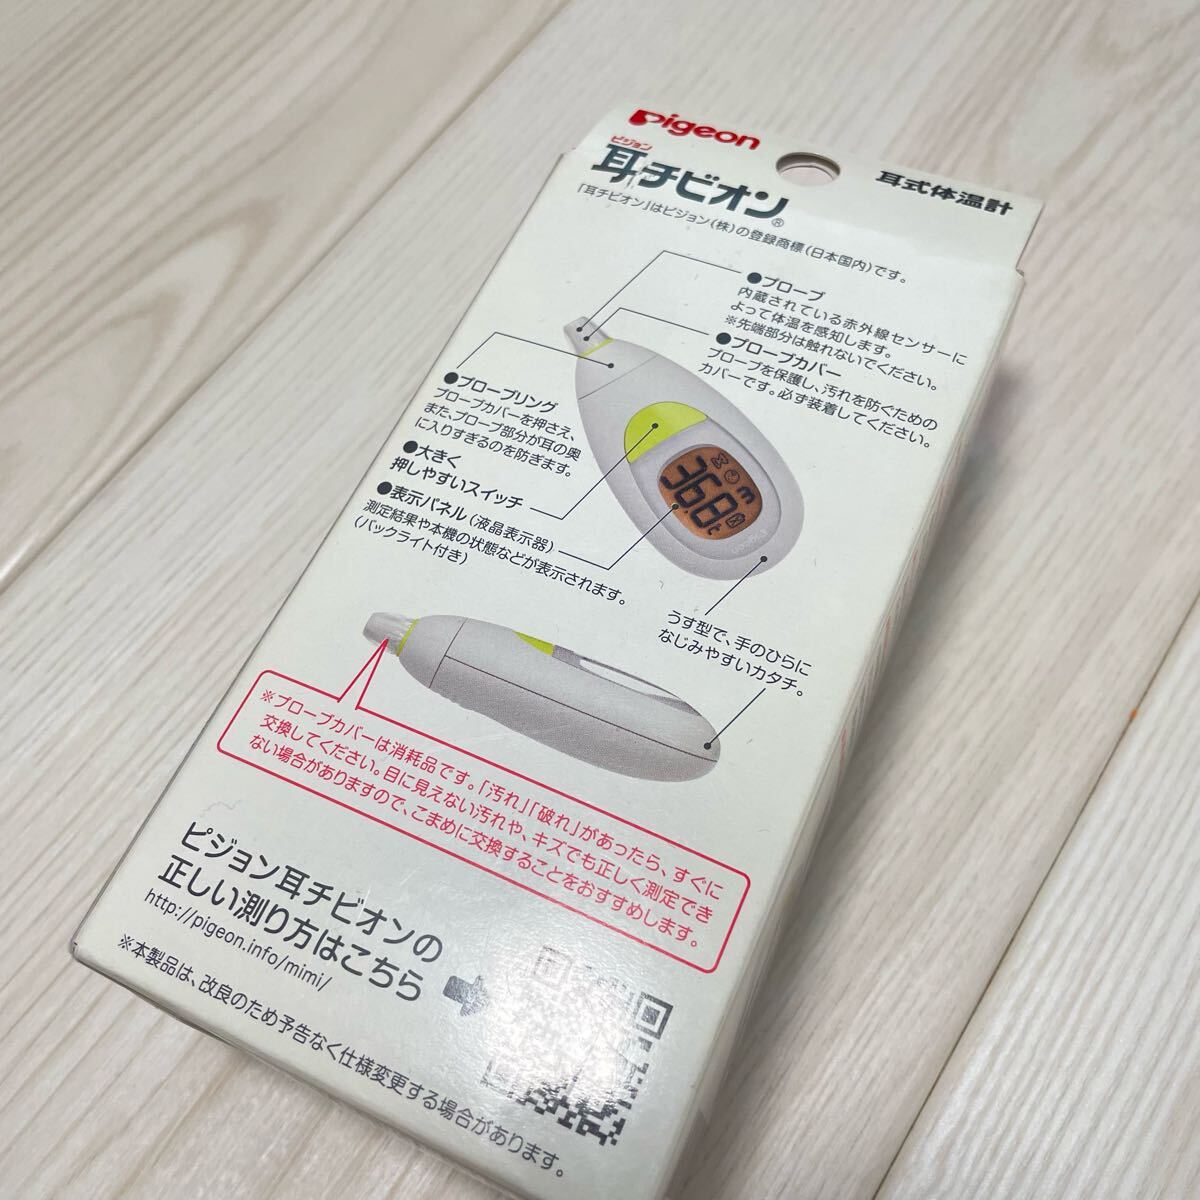 Pigeon
ピジョン
耳チビオン®
耳式体温計
「耳チビオン」はピジョン(株)の登録商標(日本国内)です。
●プローブ
内蔵されている赤外線センサーに
よって体温を感知します。
※先端部分は触れないでください。
●プローブカバー
プローブを保護し、汚れを防ぐための
カバーです。必ず装着してください。
●プローブリング
プローブカバーを押さえ、
また、プローブ部分が耳の奥
に入りすぎるのを防ぎます。
●大きく
押しやすいスイッチ
●表示パネル(液晶表示器)
測定結果や本機の状態などが表示されます。
(バックライト付き)
36.8
℃
m
Pigeon
うす型で、手のひらに
なじみやすいカタチ。
※プローブカバーは消耗品です。「汚れ」「破れ」があったら、すぐに
交換してください。目に見えない汚れや、キズでも正しく測定でき
ない場合がありますので、こまめに交換することをおすすめします。
ピジョン耳チビオンの
正しい測り方はこちら
http://pigeon.info/mimi/
※本製品は、改良のため予告なく仕様変更する場合があります。